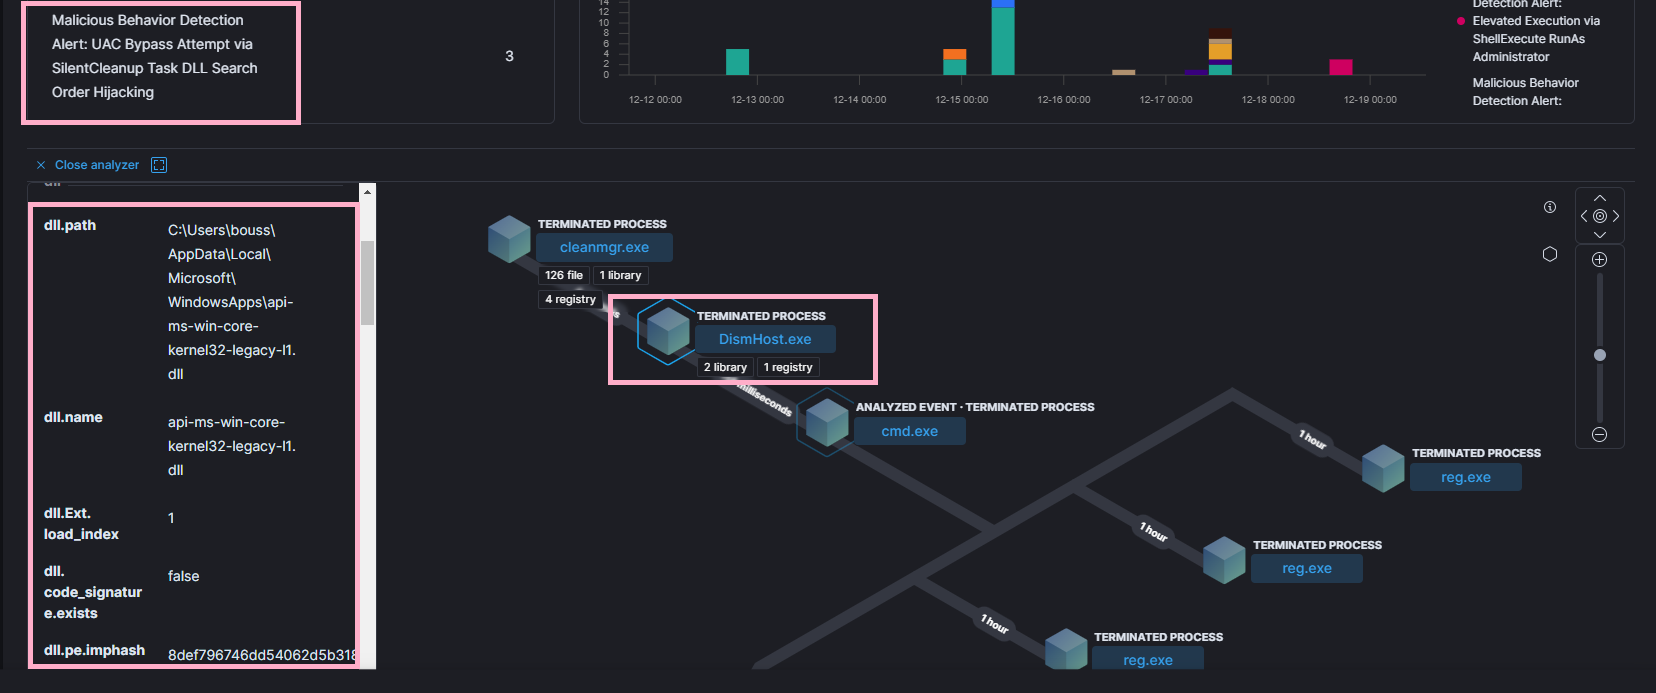 Malicious Behavior Detection
Alert: UAC Bypass Attempt via
SilentCleanup Task DLL Search
Order Hijacking
3
14
12
10
8
6
4
2
0
12-12 00:00
12-13 00:00
12-14 00:00
12-15 00:00
12-16 00:00
12-17 00:00
12-18 00:00
12-19 00:00
Detection Alert:
Elevated Execution via
ShellExecute RunAs
Administrator
Malicious Behavior
Detection Alert:
Close analyzer
dll.path
C:\Users\bouss\
AppData\Local\
Microsoft\
WindowsApps\api-
ms-win-core-
kernel32-legacy-l1.
dll
dll.name
api-ms-win-core-
kernel32-legacy-l1.
dll
dll.Ext.
load_index
1
dll.
code_signatur
e.exists
false
dll.pe.imphash
8def796746dd54062d5b318
TERMINATED PROCESS
cleanmgr.exe
126 file
1 library
4 registry
TERMINATED PROCESS
DismHost.exe
2 library
1 registry
milliseconds
ANALYZED EVENT · TERMINATED PROCESS
cmd.exe
1 hour
TERMINATED PROCESS
reg.exe
1 hour
TERMINATED PROCESS
reg.exe
1 hour
TERMINATED PROCESS
reg.exe